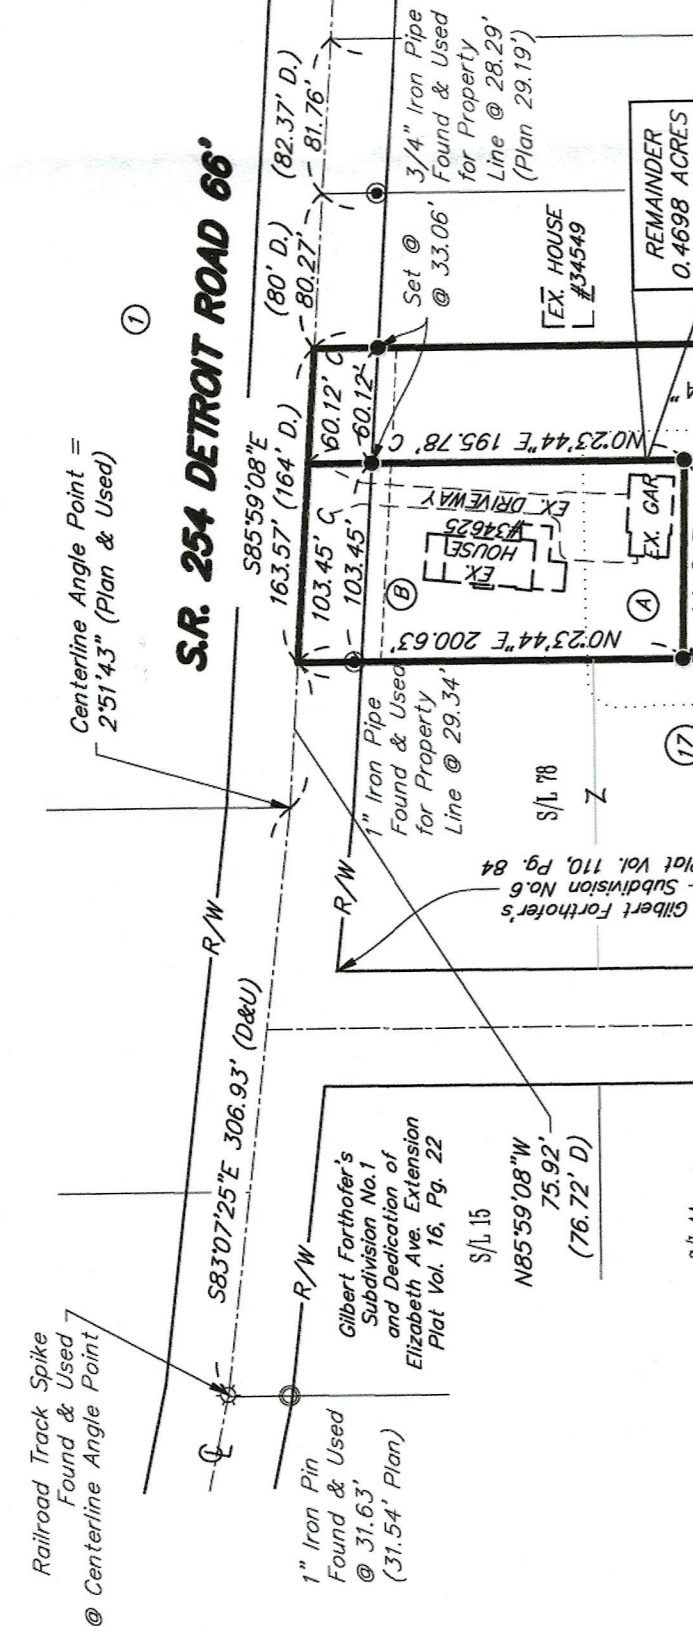 Railroad Track Spike
Found & Used
@ Centerline Angle Point
1" Iron Pin
Found & Used
@ 31.63'
(31.54' Plan)
S83°07'25"E 306.93' (D&U)
R/W
R/W
R/W
Gilbert Forthofer's
Subdivision No.1
and Dedication of
Elizabeth Ave. Extension
Plat Vol. 16, Pg. 22
S/L 15
N85°59'08"W
75.92'
(76.72' D)
Centerline Angle Point =
2°51'43" (Plan & Used)
1
S.R. 254 DETROIT ROAD 66'
S85°59'08"E
163.57' (164' D.)
103.45' C
103.45'
60.12' C
60.12'
(80' D.)
80.27'
(82.37' D.)
81.76'
1" Iron Pipe
Found & Used
for Property
Line @ 29.34'
Gilbert Forthofer's
Subdivision No.6
Plat Vol. 110, Pg. 84
S/L 78
Z
17
N0°23'44"E 200.63'
A
B
EX.
HOUSE
#34625
EX. DRIVEWAY
EX. GAR
N0°23'44"E 195.78' C
Set @
@ 33.06'
3/4" Iron Pipe
Found & Used
for Property
Line @ 28.29'
(Plan 29.19')
EX. HOUSE
#34549
REMAINDER
0.4698 ACRES